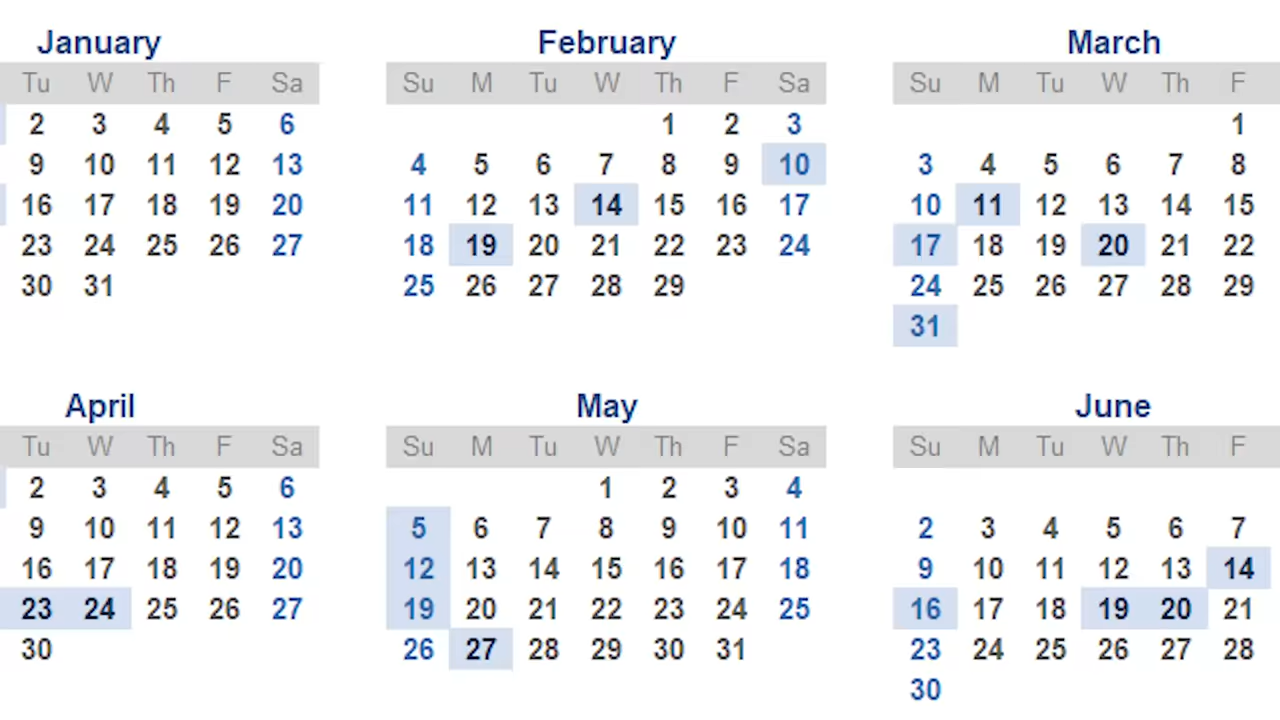 January February March
Tu W Th F Sa Su M Tu W Th F Sa Su M Tu W Th F
2 3 4 5 6 1 2 3 1
9 10 11 12 13 4 5 6 7 8 9 10 3 4 5 6 7 8
16 17 18 19 20 11 12 13 14 15 16 17 10 11 12 13 14 15
23 24 25 26 27 18 19 20 21 22 23 24 17 18 19 20 21 22
30 31 25 26 27 28 29 24 25 26 27 28 29
31
April May June
Tu W Th F Sa Su M Tu W Th F Sa Su M Tu W Th F
2 3 4 5 6 1 2 3 4
9 10 11 12 13 5 6 7 8 9 10 11 2 3 4 5 6 7
16 17 18 19 20 12 13 14 15 16 17 18 9 10 11 12 13 14
23 24 25 26 27 19 20 21 22 23 24 25 16 17 18 19 20 21
30 26 27 28 29 30 31 23 24 25 26 27 28
30